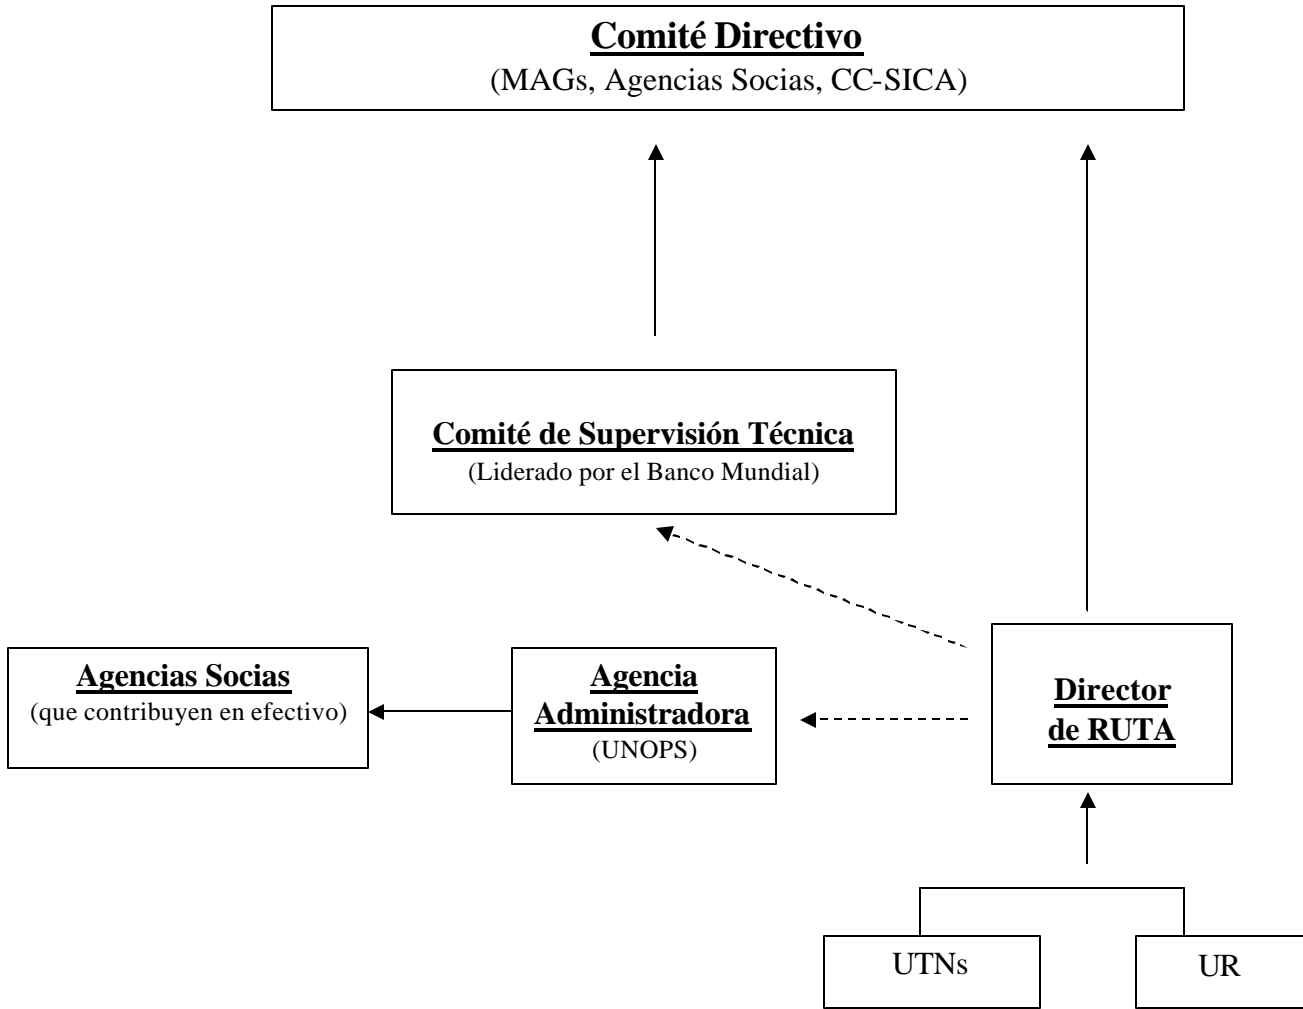 Comité Directivo
(MAGs, Agencias Socias, CC-SICA)
Comité de Supervisión Técnica
(Liderado por el Banco Mundial)
Agencias Socias
(que contribuyen en efectivo)
Agencia
Administradora
(UNOPS)
Director
de RUTA
UTNs
UR